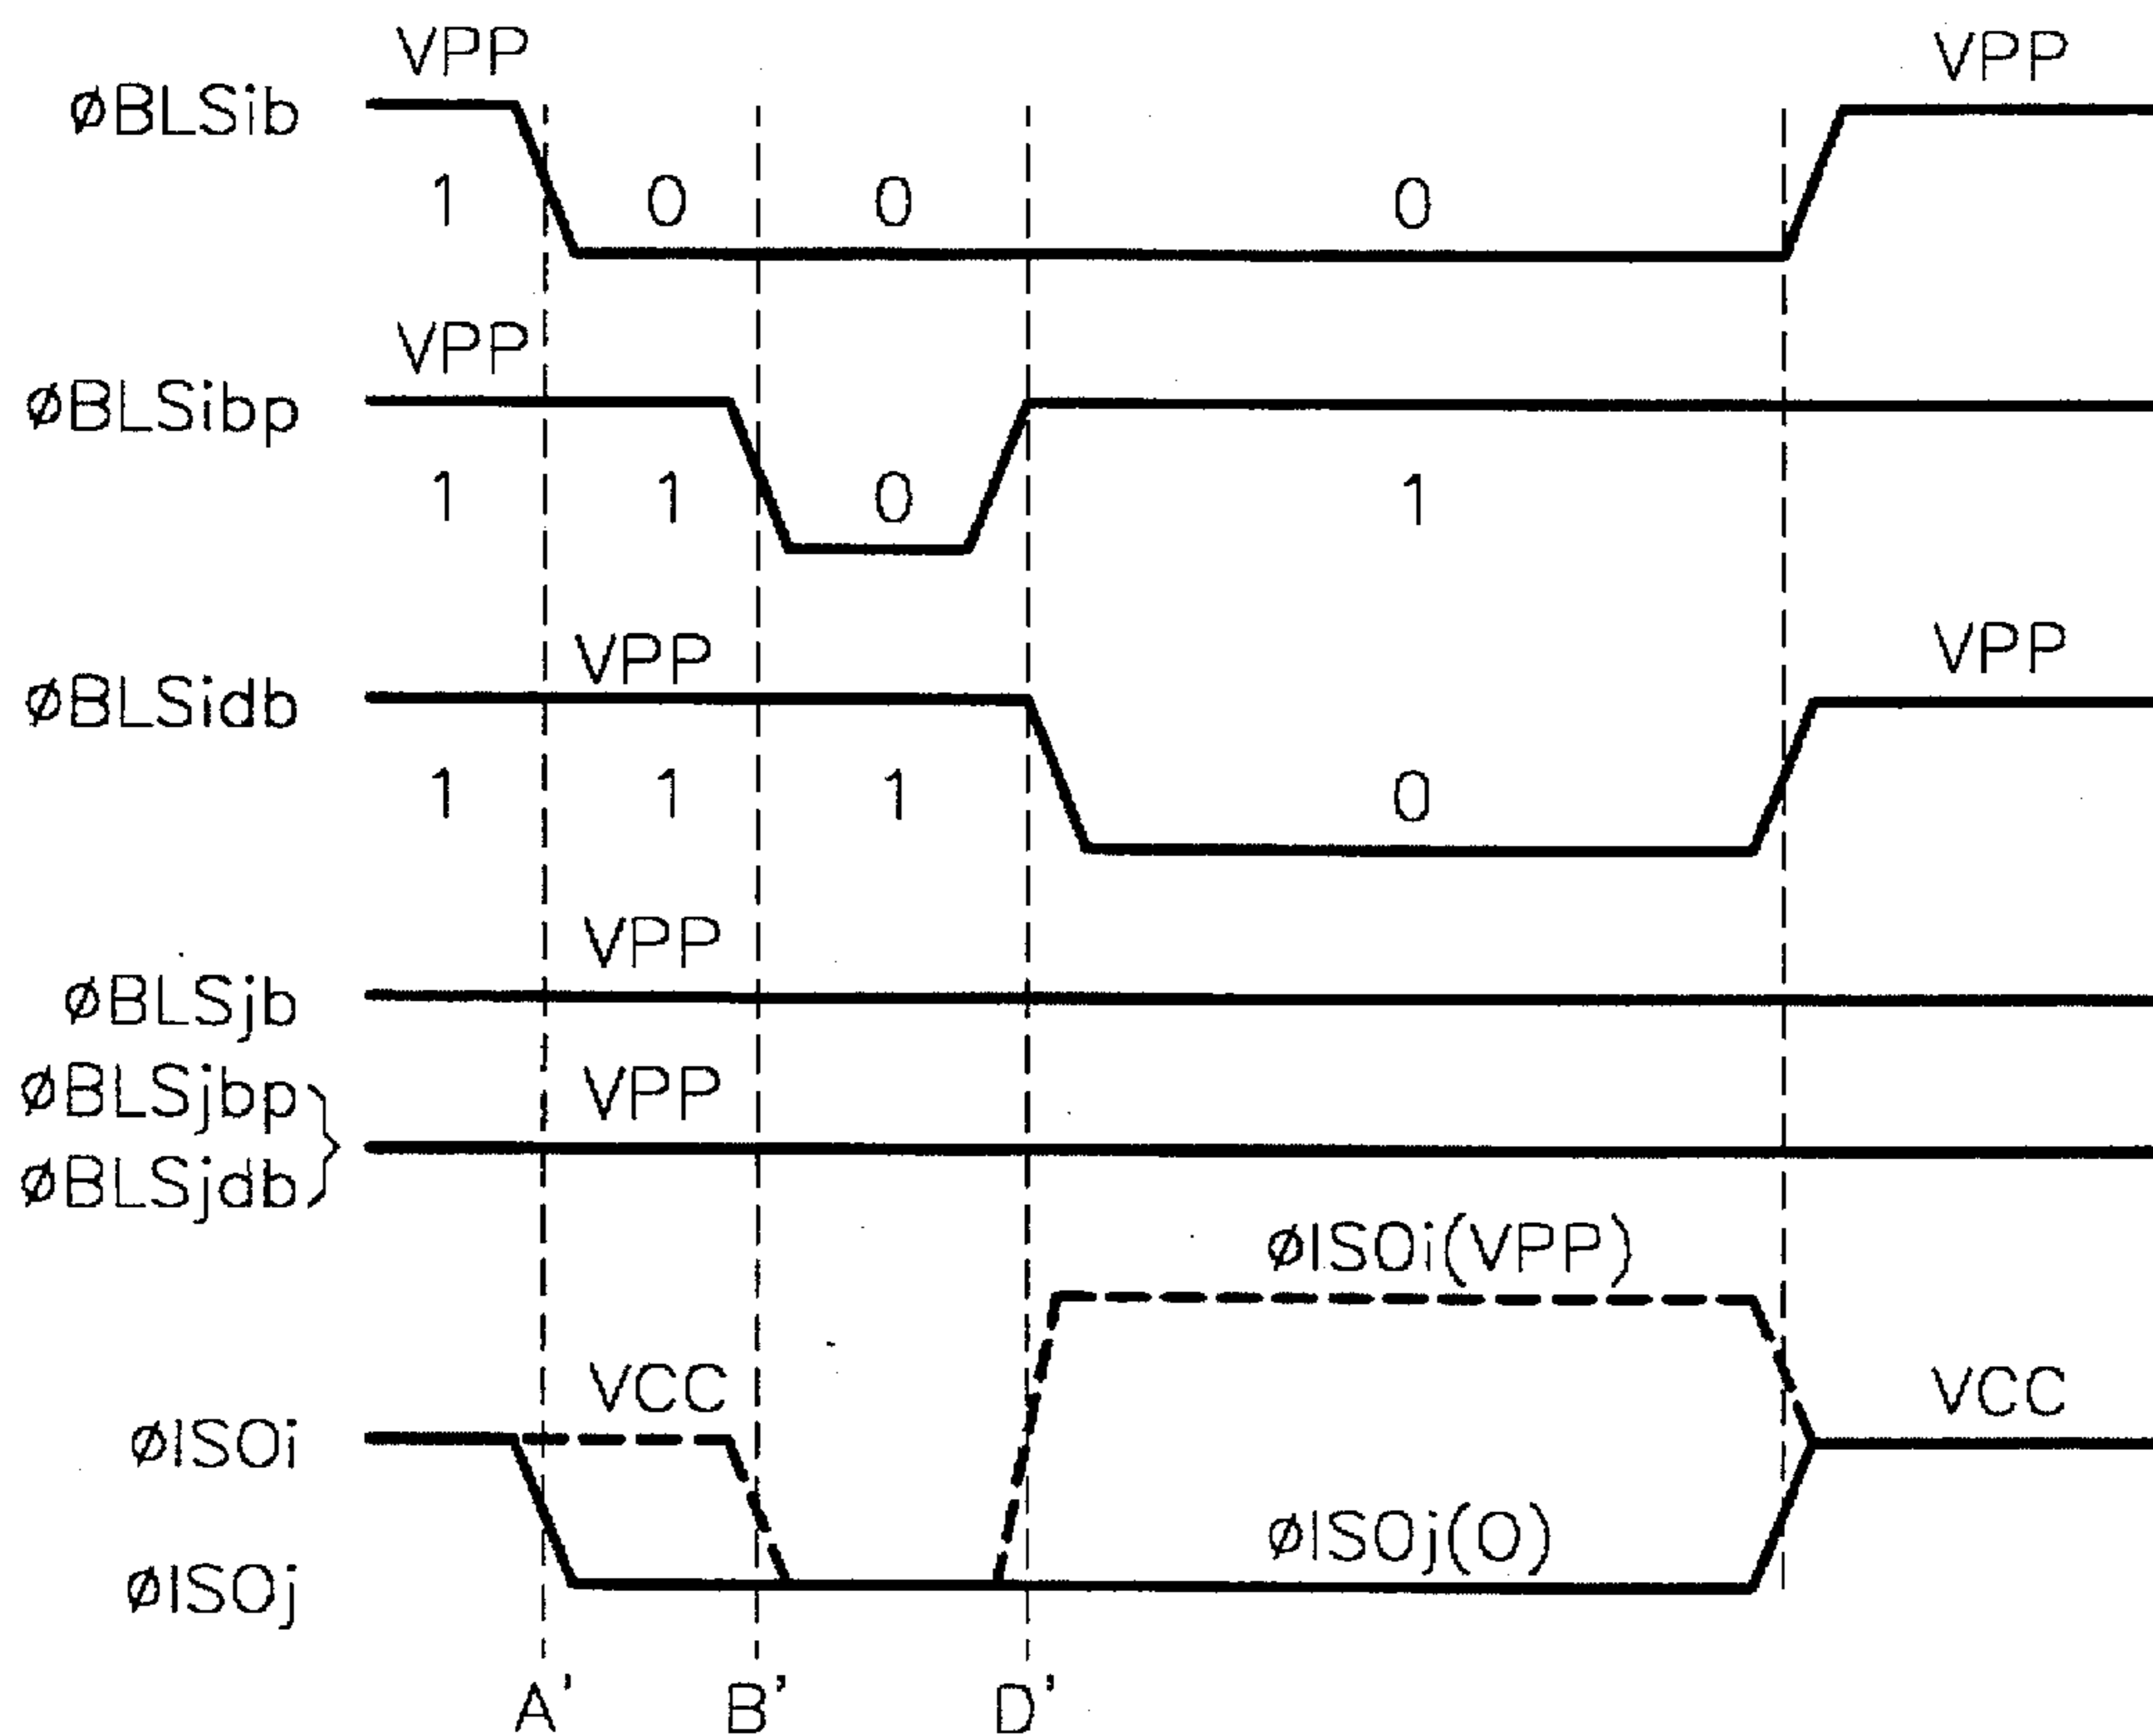 VPP VPP
øBLSib
1 0 0 0
VPP
øBLSibp
1 1 0 1
VPP VPP
øBLSidb
1 1 1 0
VPP
øBLSjb
øBLSjbp VPP
øBLSjdb
øISOi(VPP)
VCC VCC
øISOi
øISOj(0)
øISOj
A' B' D'